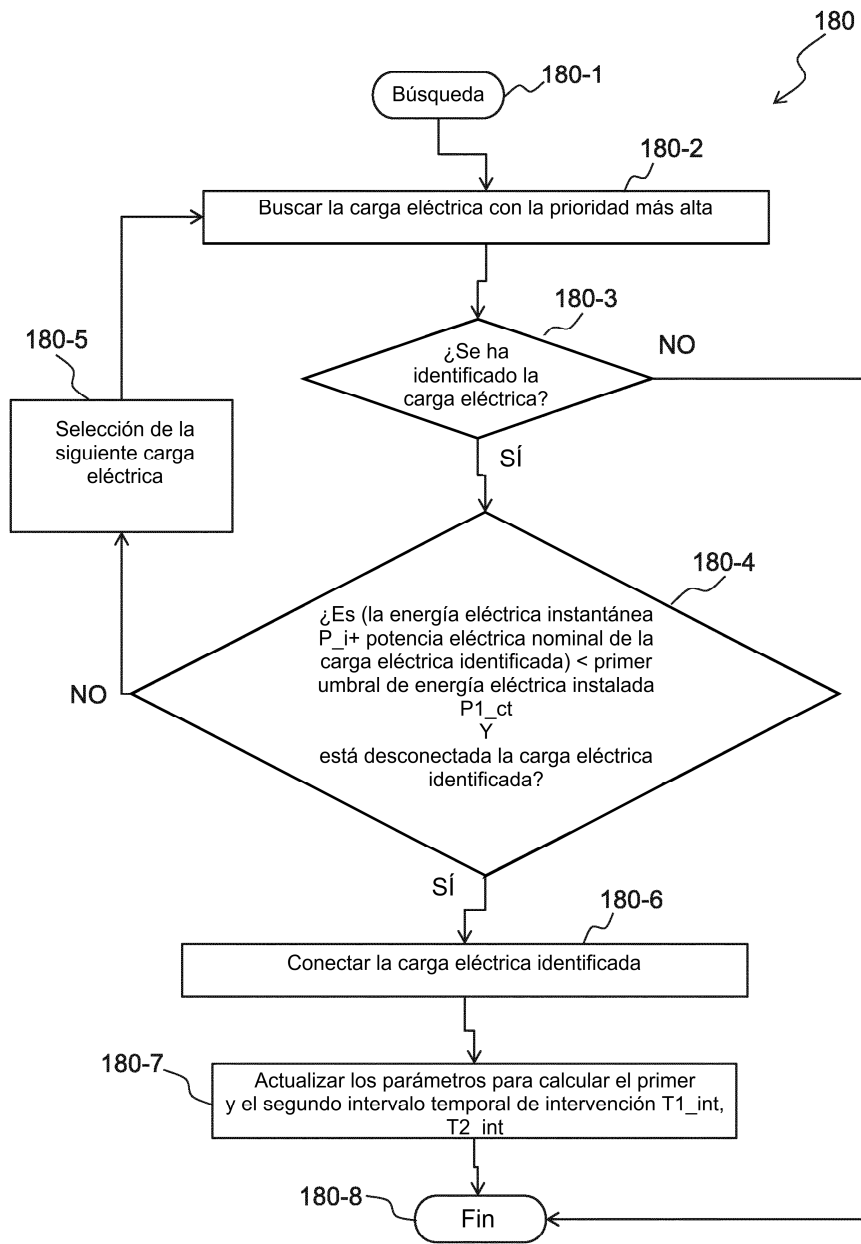 180
Búsqueda
180-1
180-2
Buscar la carga eléctrica con la prioridad más alta
180-3
¿Se ha
identificado la
carga eléctrica?
NO
180-5
Selección de la
siguiente carga
eléctrica
SÍ
180-4
¿Es (la energía eléctrica instantánea
P_i+ potencia eléctrica nominal de la
carga eléctrica identificada) < primer
umbral de energía eléctrica instalada
P1_ct
Y
está desconectada la carga eléctrica
identificada?
NO
SÍ
180-6
Conectar la carga eléctrica identificada
180-7
Actualizar los parámetros para calcular el primer
y el segundo intervalo temporal de intervención T1_int,
T2_int
180-8
Fin